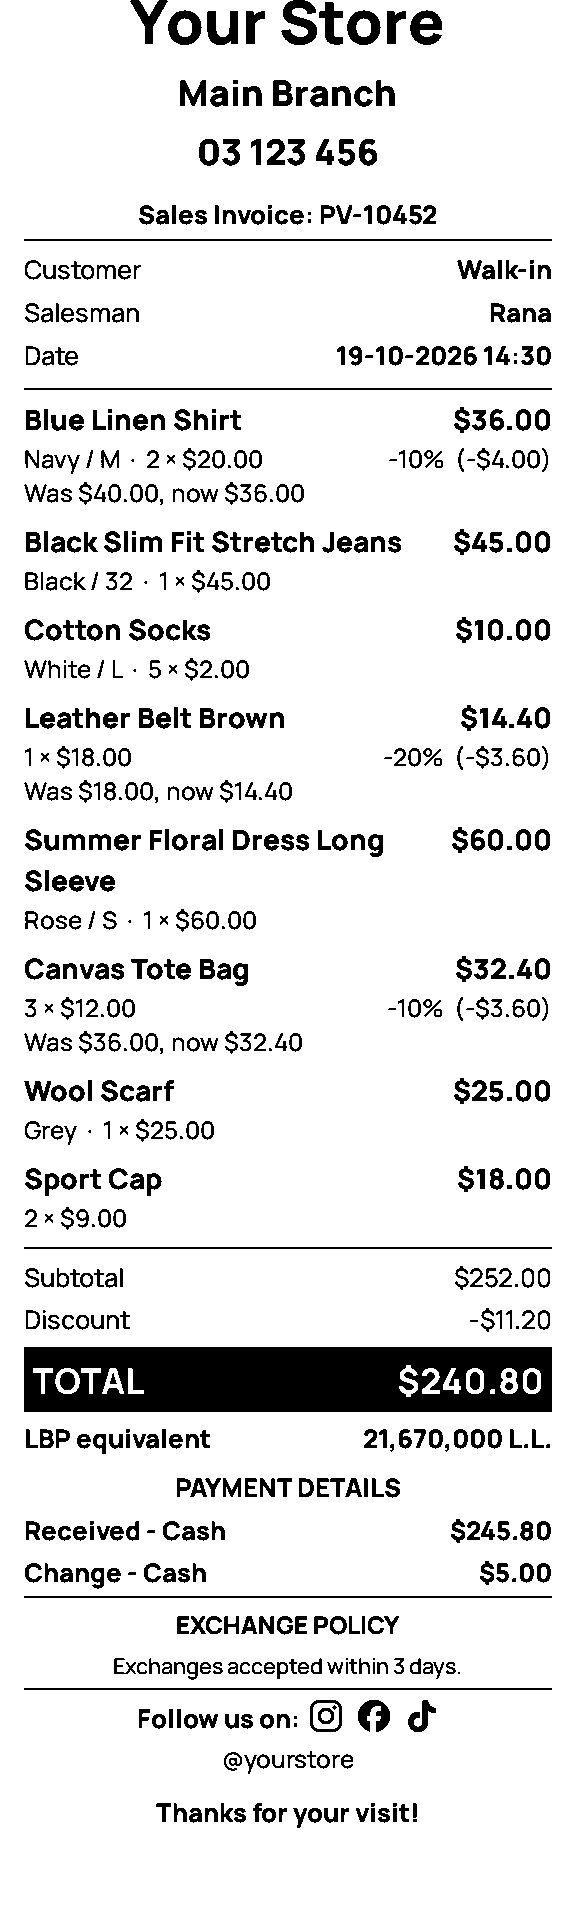 Your Store
Main Branch
03 123 456
Sales Invoice: PV-10452
Customer Walk-in
Salesman Rana
Date 19-10-2026 14:30
Blue Linen Shirt $36.00
Navy / M · 2 × $20.00 -10% (-$4.00)
Was $40.00, now $36.00
Black Slim Fit Stretch Jeans $45.00
Black / 32 · 1 × $45.00
Cotton Socks $10.00
White / L · 5 × $2.00
Leather Belt Brown $14.40
1 × $18.00 -20% (-$3.60)
Was $18.00, now $14.40
Summer Floral Dress Long $60.00
Sleeve
Rose / S · 1 × $60.00
Canvas Tote Bag $32.40
3 × $12.00 -10% (-$3.60)
Was $36.00, now $32.40
Wool Scarf $25.00
Grey · 1 × $25.00
Sport Cap $18.00
2 × $9.00
Subtotal $252.00
Discount -$11.20
TOTAL $240.80
LBP equivalent 21,670,000 L.L.
PAYMENT DETAILS
Received - Cash $245.80
Change - Cash $5.00
EXCHANGE POLICY
Exchanges accepted within 3 days.
Follow us on:
@yourstore
Thanks for your visit!